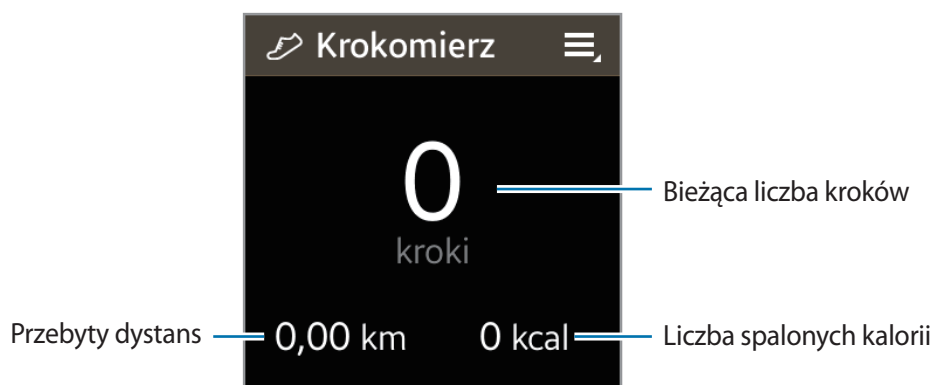 Krokomierz
0
Bieżąca liczba kroków
kroki
Przebyty dystans
0,00 km
0 kcal
Liczba spalonych kalorii